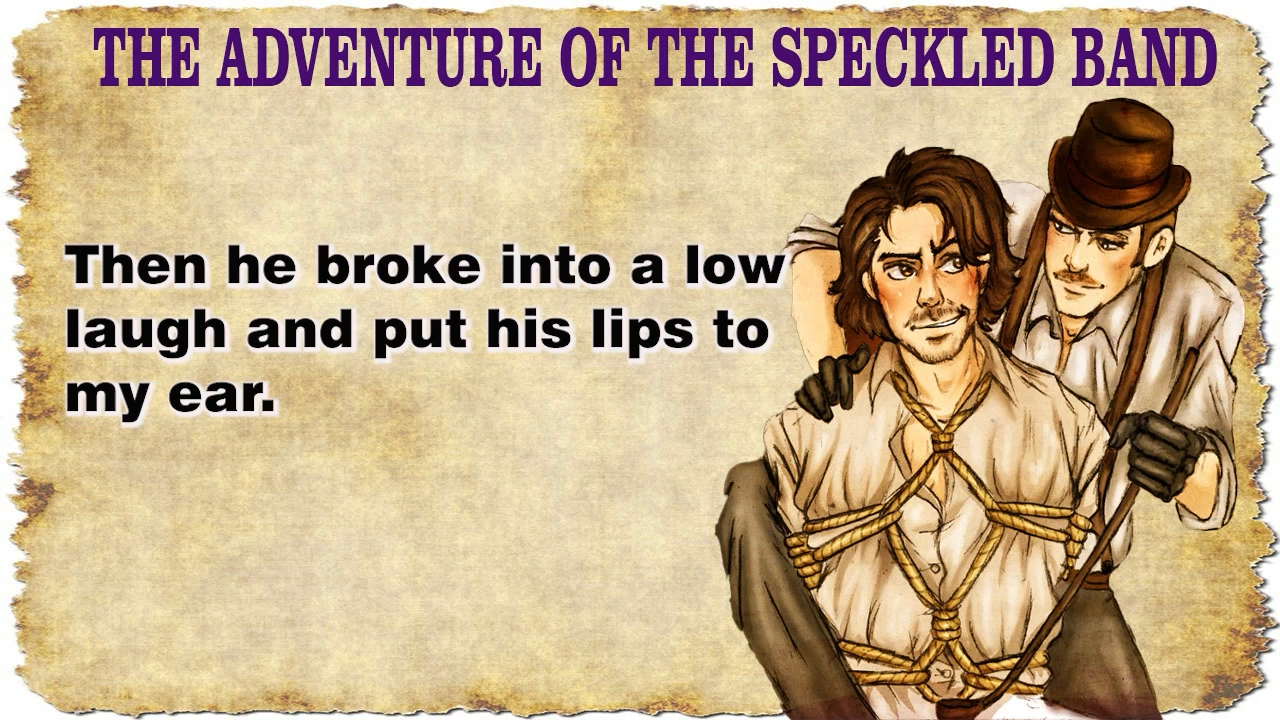 THE ADVENTURE OF THE SPECKLED BAND
Then he broke into a low
laugh and put his lips to
my ear.